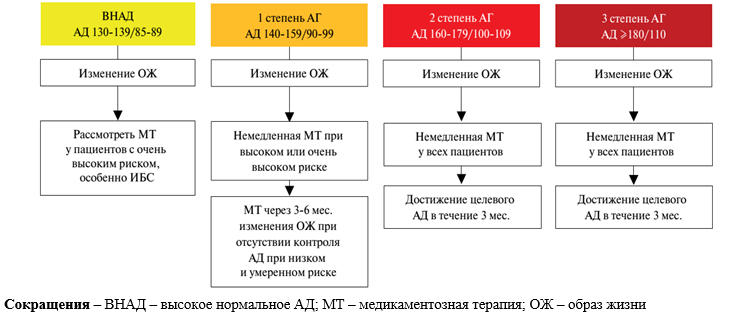 ВНАД
АД 130-139/85-89
Изменение ОЖ
Рассмотреть МТ
у пациентов с очень
высоким риском,
особенно ИБС
1 степень АГ
АД 140-159/90-99
Изменение ОЖ
Немедленная МТ при
высоком или очень
высоком риске
МТ через 3-6 мес.
изменения ОЖ при
отсутствии контроля
АД при низком
и умеренном риске
2 степень АГ
АД 160-179/100-109
Изменение ОЖ
Немедленная МТ
у всех пациентов
Достижение целевого
АД в течение 3 мес.
3 степень АГ
АД ⩾180/110
Изменение ОЖ
Немедленная МТ
у всех пациентов
Достижение целевого
АД в течение 3 мес.
Сокращения – ВНАД – высокое нормальное АД; МТ – медикаментозная терапия; ОЖ – образ жизни